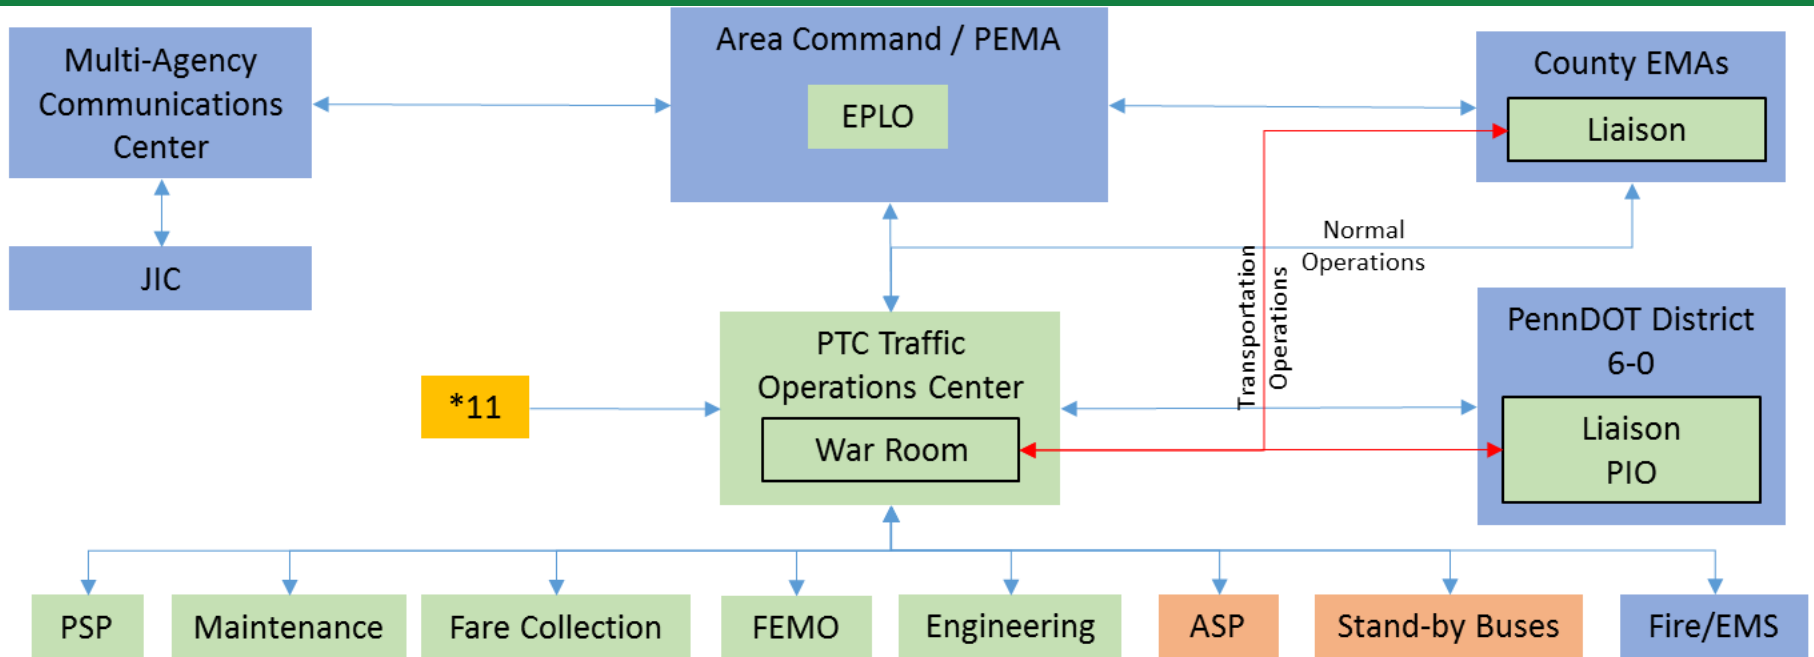 Multi-Agency
Communications
Center
JIC
Area Command / PEMA
EPLO
County EMAs
Liaison
Normal
Operations
Transportation
Operations
PTC Traffic
Operations Center
War Room
*11
PennDOT District
6-0
Liaison
PIO
PSP
Maintenance
Fare Collection
FEMO
Engineering
ASP
Stand-by Buses
Fire/EMS